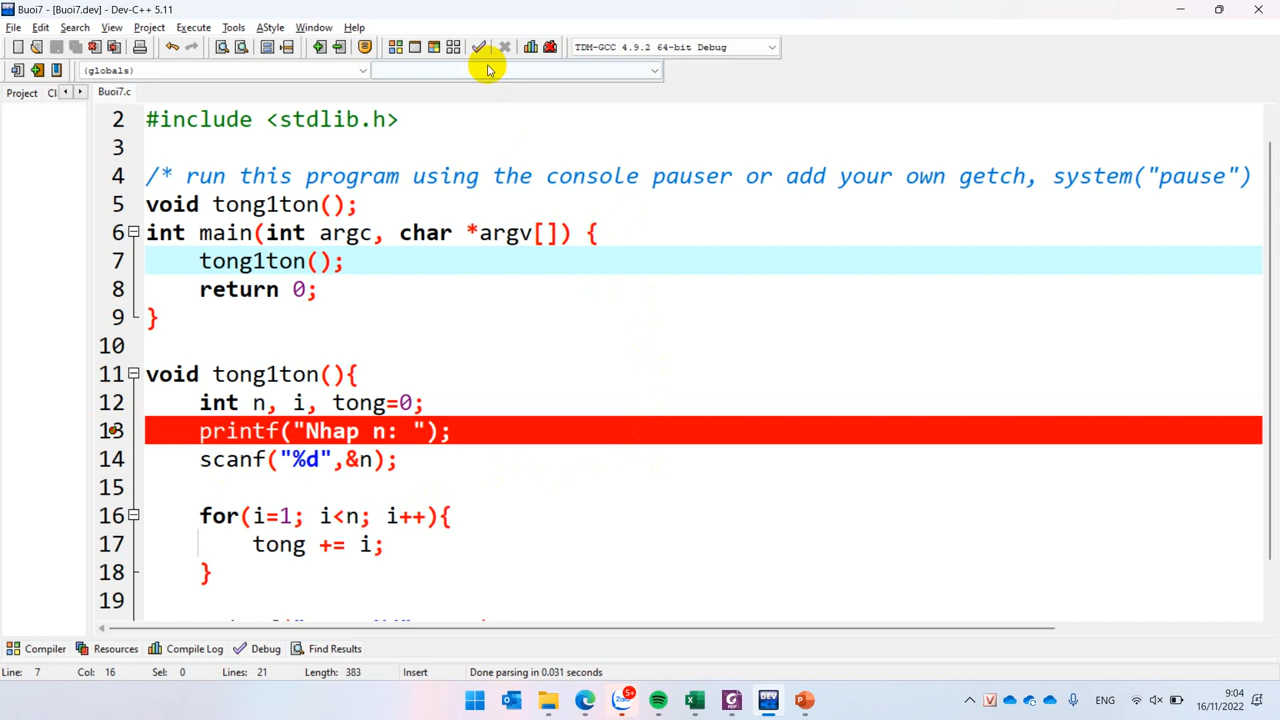 Buoi7 - [Buoi7.dev] - Dev-C++ 5.11
File Edit Search View Project Execute Tools AStyle Window Help
TDM-GCC 4.9.2 64-bit Debug
(globals)
Project Cl Buoi7.c
2 #include <stdlib.h>
3
4 /* run this program using the console pauser or add your own getch, system("pause")
5 void tong1ton();
6 int main(int argc, char *argv[]) {
7 tong1ton();
8 return 0;
9 }
10
11 void tong1ton(){
12 int n, i, tong=0;
13 printf("Nhap n: ");
14 scanf("%d",&n);
15
16 for(i=1; i<n; i++){
17 tong += i;
18 }
19
Compiler Resources Compile Log Debug Find Results
Line: 7 Col: 16 Sel: 0 Lines: 21 Length: 383 Insert Done parsing in 0.031 seconds
Zalo 5+ DEV ENG 9:04
16/11/2022